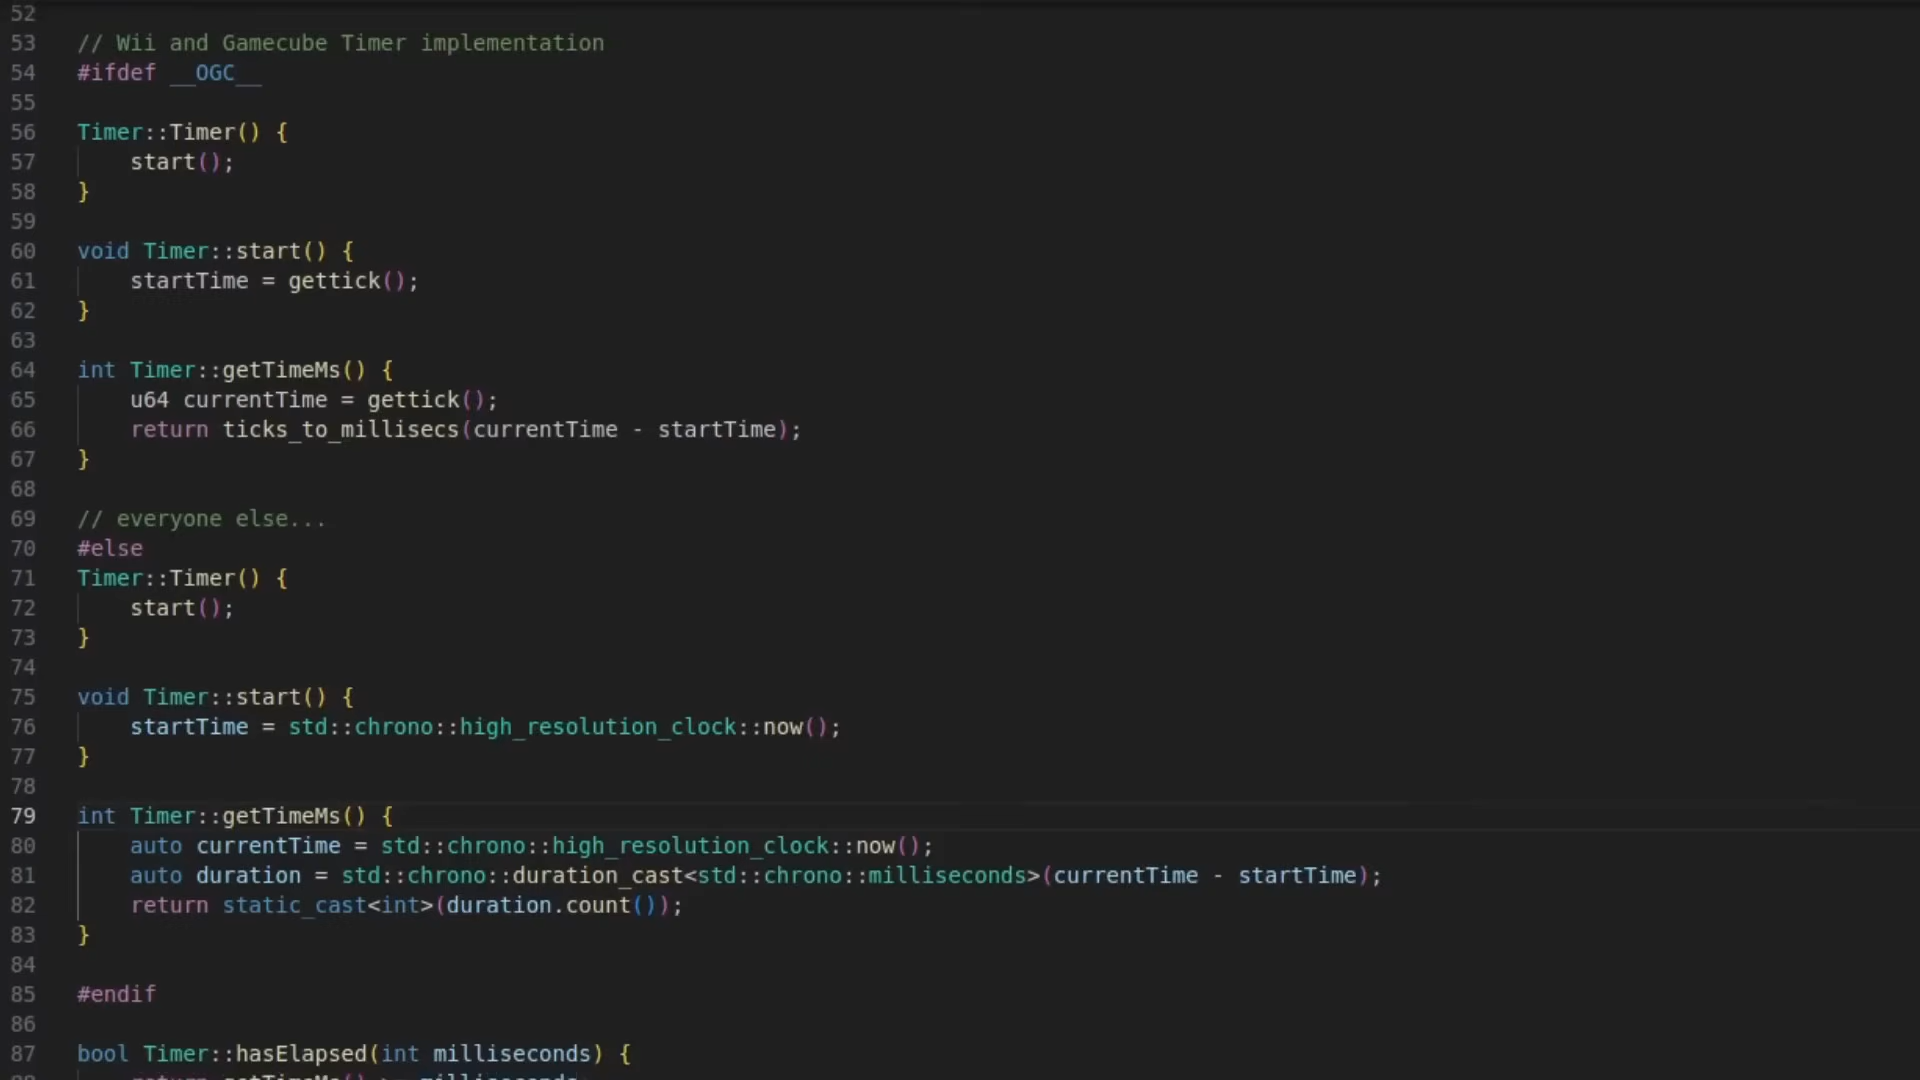 52
53 // Wii and Gamecube Timer implementation
54 #ifdef __OGC__
55
56 Timer::Timer() {
57     start();
58 }
59
60 void Timer::start() {
61     startTime = gettick();
62 }
63
64 int Timer::getTimeMs() {
65     u64 currentTime = gettick();
66     return ticks_to_millisecs(currentTime - startTime);
67 }
68
69 // everyone else...
70 #else
71 Timer::Timer() {
72     start();
73 }
74
75 void Timer::start() {
76     startTime = std::chrono::high_resolution_clock::now();
77 }
78
79 int Timer::getTimeMs() {
80     auto currentTime = std::chrono::high_resolution_clock::now();
81     auto duration = std::chrono::duration_cast<std::chrono::milliseconds>(currentTime - startTime);
82     return static_cast<int>(duration.count());
83 }
84
85 #endif
86
87 bool Timer::hasElapsed(int milliseconds) {